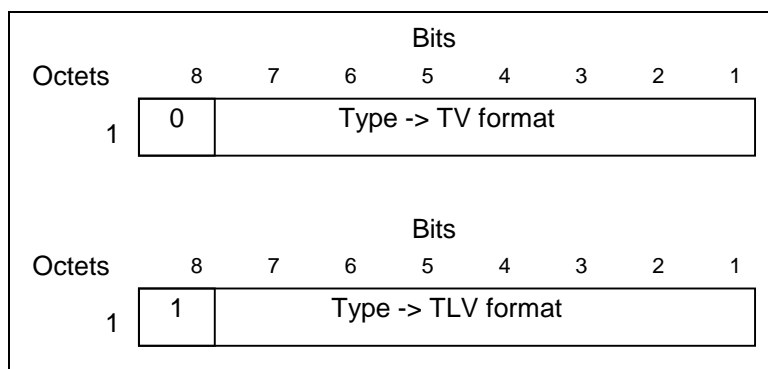 Bits
Octets 8 7 6 5 4 3 2 1
1 0 Type -> TV format
Bits
Octets 8 7 6 5 4 3 2 1
1 1 Type -> TLV format